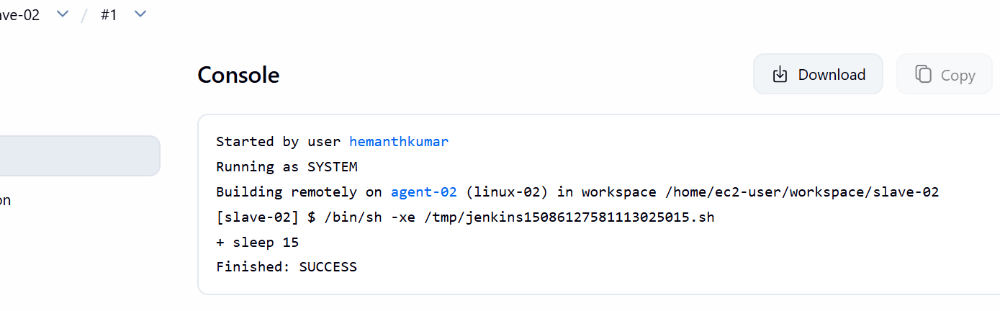 ave-02 / #1
Console
Download
Copy
Started by user hemanthkumar
Running as SYSTEM
Building remotely on agent-02 (linux-02) in workspace /home/ec2-user/workspace/slave-02
[slave-02] $ /bin/sh -xe /tmp/jenkins15086127581113025015.sh
+ sleep 15
Finished: SUCCESS
on